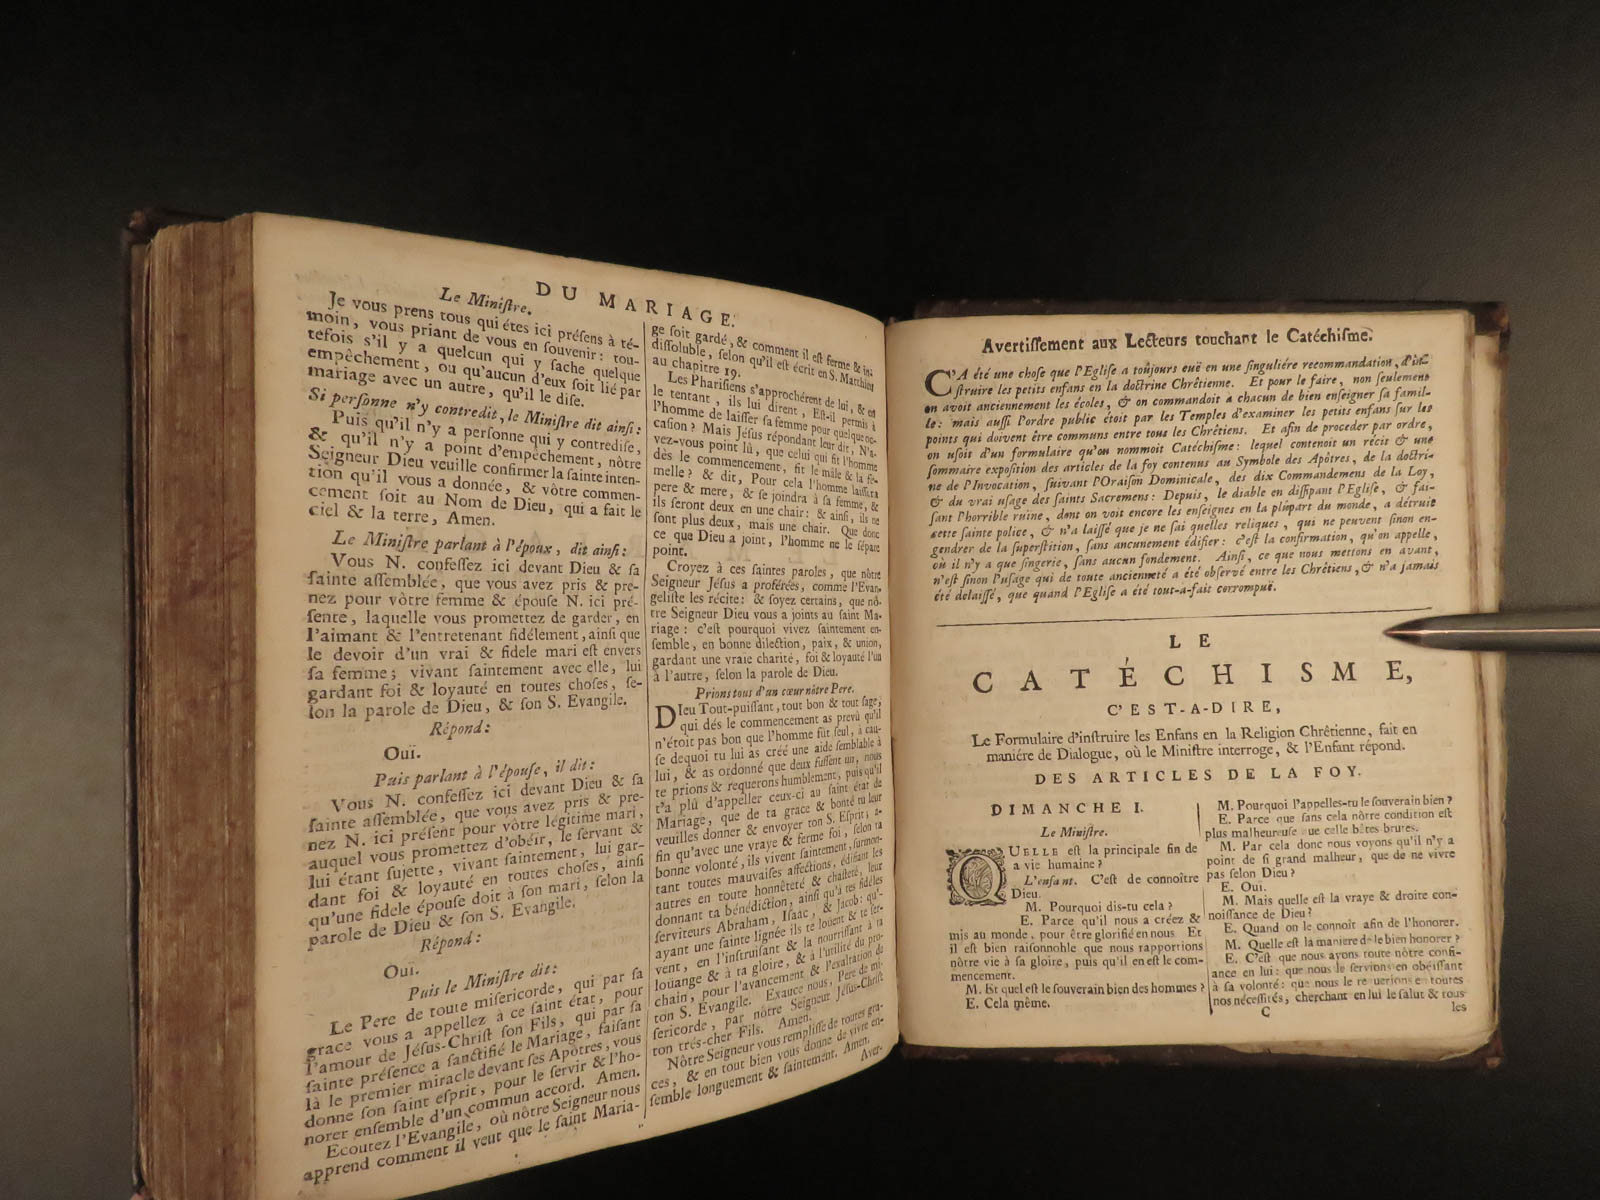 DU MARIAGE.
Le Miniſtre.
Je vous prens tous qui étes ici préſens à té-
moin, vous priant de vous en ſouvenir: tou-
tefois s'il y a quelcun qui y ſache quelque
empêchement, ou qu'aucun d'eux ſoit lié par
mariage avec un autre, qu'il le diſe.
Si perſonne n'y contredit, le Miniſtre dit ainſi:
Puis qu'il n'y a perſonne qui y contrediſe,
& qu'il n'y a point d'empêchement, nôtre
Seigneur Dieu veuille confirmer la sainte inten-
tion qu'il vous a donnée, & vôtre commen-
cement ſoit au Nom de Dieu, qui a fait le
ciel & la terre, Amen.
Le Miniſtre parlant à l'époux, dit ainſi:
Vous N. confeſſez ici devant Dieu & ſa
ſainte aſſemblée, que vous avez pris & pre-
nez pour vòtre femme & épouſe N. ici pré-
ſente, laquelle vous promettez de garder, en
l'aimant & l'entretenant fidélement, ainſi que
le devoir d'un vrai & fidele mari eſt envers
ſa femme; vivant ſaintement avec elle, lui
gardant foi & loyauté en toutes choſes, ſe-
lon la parole de Dieu, & ſon S. Evangile.
Répond:
Ouï.
Puis parlant à l'épouſe, il dit:
Vous N. confeſſez ici devant Dieu & ſa
ſainte aſſemblée, que vous avez pris & pre-
nez N. ici préſent pour vòtre légitime mari,
auquel vous promettez d'obéir, le ſervant &
lui étant ſujette, vivant ſaintement, lui gar-
dant foi & loyauté en toutes choſes, ainſi
qu'une fidele épouſe doit à ſon mari, ſelon la
parole de Dieu & ſon S. Evangile.
Répond:
Ouï.
Puis le Miniſtre dit:
Le Pere de toute miſericorde, qui par ſa
grace vous a appellez à ce ſaint état, pour
l'amour de Jéſus-Chriſt ſon Fils, qui par ſa
ſainte préſence a ſanctifié le Mariage, faiſant
là le premier miracle devant ſes Apôtres, vous
donne ſon ſaint eſprit, pour le ſervir & l'ho-
norer enſemble d'un commun accord. Amen.
Ecoutez l'Evangile, où nôtre Seigneur nous
apprend comment il veut que le ſaint Maria-
ge ſoit gardé, & comment il eſt ferme & in-
diſſoluble, ſelon qu'il eſt écrit en S. Matthieu
au chapitre 19.
Les Phariſiens s'approchérent de lui, & en
le tentant, ils lui dirent, Eſt-il permis à
l'homme de laiſſer ſa femme pour quelque oc-
caſion? Mais Jéſus répondant leur dit, N'a-
vez-vous point lû, que celui qui fit l'homme
dès le commencement, fit le mâle & la fé-
melle? & dit, Pour cela l'homme laiſſera
pere & mere, & ſe joindra à ſa femme, &
ils ſeront deux en une chair: & ainſi, ils ne
ſont plus deux, mais une chair. Que donc
ce que Dieu a joint, l'homme ne le ſépare
point.
Croyez à ces ſaintes paroles, que nôtre
Seigneur Jéſus a proférées, comme l'Evan-
geliſte les récite: & ſoyez certains, que nô-
tre Seigneur Dieu vous a joints au ſaint Ma-
riage: c'eſt pourquoi vivez ſaintement en-
ſemble, en bonne dilection, paix, & union,
gardant une vraie charité, foi & loyauté l'un
à l'autre, ſelon la parole de Dieu.
Prions tous d'un cœur nôtre Pere.
DIeu Tout-puiſſant, tout bon & tout ſage;
qui dés le commencement as prevû qu'il
n'étoit pas bon que l'homme fût ſeul, à cau-
ſe dequoi tu lui as créé une aide ſemblable à
lui, & as ordonné que deux fuſſent un, nous
te prions & requerons humblement, puis qu'il
t'a plû d'appeller ceux-ci au ſaint état de
Mariage, que de ta grace & bonté tu leur
veuilles donner & envoyer ton S. Eſprit; a-
fin qu'avec une vraye & ferme foi, ſelon ta
bonne volonté, ils vivent ſaintement, ſurmon-
tant toutes mauvaiſes affections, édifiant les
autres en toute honnêteté & chaſteté, leur
donnant ta bénédiction, ainſi qu'à tes fidéles
ſerviteurs Abraham, Iſaac, & Jacob: qu'-
ayant une ſainte lignée ils te louent & te ſer-
vent, en l'inſtruiſant & la nourriſſant à ta
louange & à ta gloire, & à l'utilité du pro-
chain, pour l'avancement & l'exaltation de
ton S. Evangile. Exauce nous, Pere de mi-
ſericorde, par nôtre Seigneur Jéſus-Chriſt
ton trés-cher Fils. Amen.
Nôtre Seigneur vous rempliſſe de toutes gra-
ces, & en tout bien vous donne de vivre en-
ſemble longuement & ſaintement. Amen.
Aver-
Avertiſſement aux Lecteurs touchant le Catéchiſme.
C'A été une choſe que l'Egliſe a toûjours euë en une ſinguliére recommandation, d'in-
ſtruire les petits enfans en la doctrine Chrêtienne. Et pour le faire, non ſeulement
on avoit anciennement les écoles, & on commandoit a chacun de bien enſeigner ſa famil-
le: mais auſſi l'ordre public étoit par les Temples d'examiner les petits enfans ſur les
points qui doivent être communs entre tous les Chrétiens. Et afin de proceder par ordre,
on uſoit d'un formulaire qu'on nommoit Catéchiſme: lequel contenoit un récit & une
ſommaire expoſition des articles de la foy contenus au Symbole des Apôtres, de la doctri-
ne de l'Invocation, ſuivant l'Oraiſon Dominicale, des dix Commandemens de la Loy,
& du vrai uſage des ſaints Sacremens: Depuis, le diable en diſſipant l'Egliſe, & fai-
ſant l'horrible ruïne, dont on voit encore les enſeignes en la plûpart du monde, a détruit
cette ſainte police, & n'a laiſſé que je ne ſai quelles reliques, qui ne peuvent ſinon en-
gendrer de la ſuperſtition, ſans ancunement édifier: c'eſt la confirmation, qu'on appelle,
où il n'y a que ſingerie, ſans aucun fondement. Ainſi, ce que nous mettons en avant,
n'eſt ſinon l'uſage qui de toute ancienneté a été obſervé entre les Chrétiens, & n'a jamais
été delaiſſé, que quand l'Egliſe a été tout-a-fait corrompuë.
LE
CATÉCHISME,
C'EST-A-DIRE,
Le Formulaire d'inſtruire les Enfans en la Religion Chrêtienne, fait en
maniére de Dialogue, où le Miniſtre interroge, & l'Enfant répond.
DES ARTICLES DE LA FOY.
DIMANCHE I.
Le Miniſtre.
QUELLE eſt la principale fin de
a vie humaine?
L'enfant. C'eſt de connoître
Dieu.
M. Pourquoi dis-tu cela?
E. Parce qu'il nous a créez &
mis au monde, pour être glorifié en nous. Et
il eſt bien raiſonnoble que nous rapportions
nôtre vie à ſa gloire, puis qu'il en eſt le com-
mencement.
M. Et quel eſt le ſouverain bien des hommes?
E. Cela même.
M. Pourquoi l'appelles-tu le ſouverain bien?
E. Parce que ſans cela nôtre condition eſt
plus malheureuſe que celle bêtes brutes.
M. Par cela donc nous voyons qu'il n'y a
point de ſi grand malheur, que de ne vivre
pas ſelon Dieu?
E. Oui.
M. Mais quelle eſt la vraye & droite con-
noiſſance de Dieu?
E. Quand on le connoît afin de l'honorer.
M. Quelle eſt la maniere de le bien honorer?
E. C'eſt que nous ayons toute nôtre confi-
ance en lui: que nous le ſervions en obéiſſant
à ſa volonté: que nous le requerions en toutes
nos néceſſités, cherchant en lui le ſalut & tous
C
les